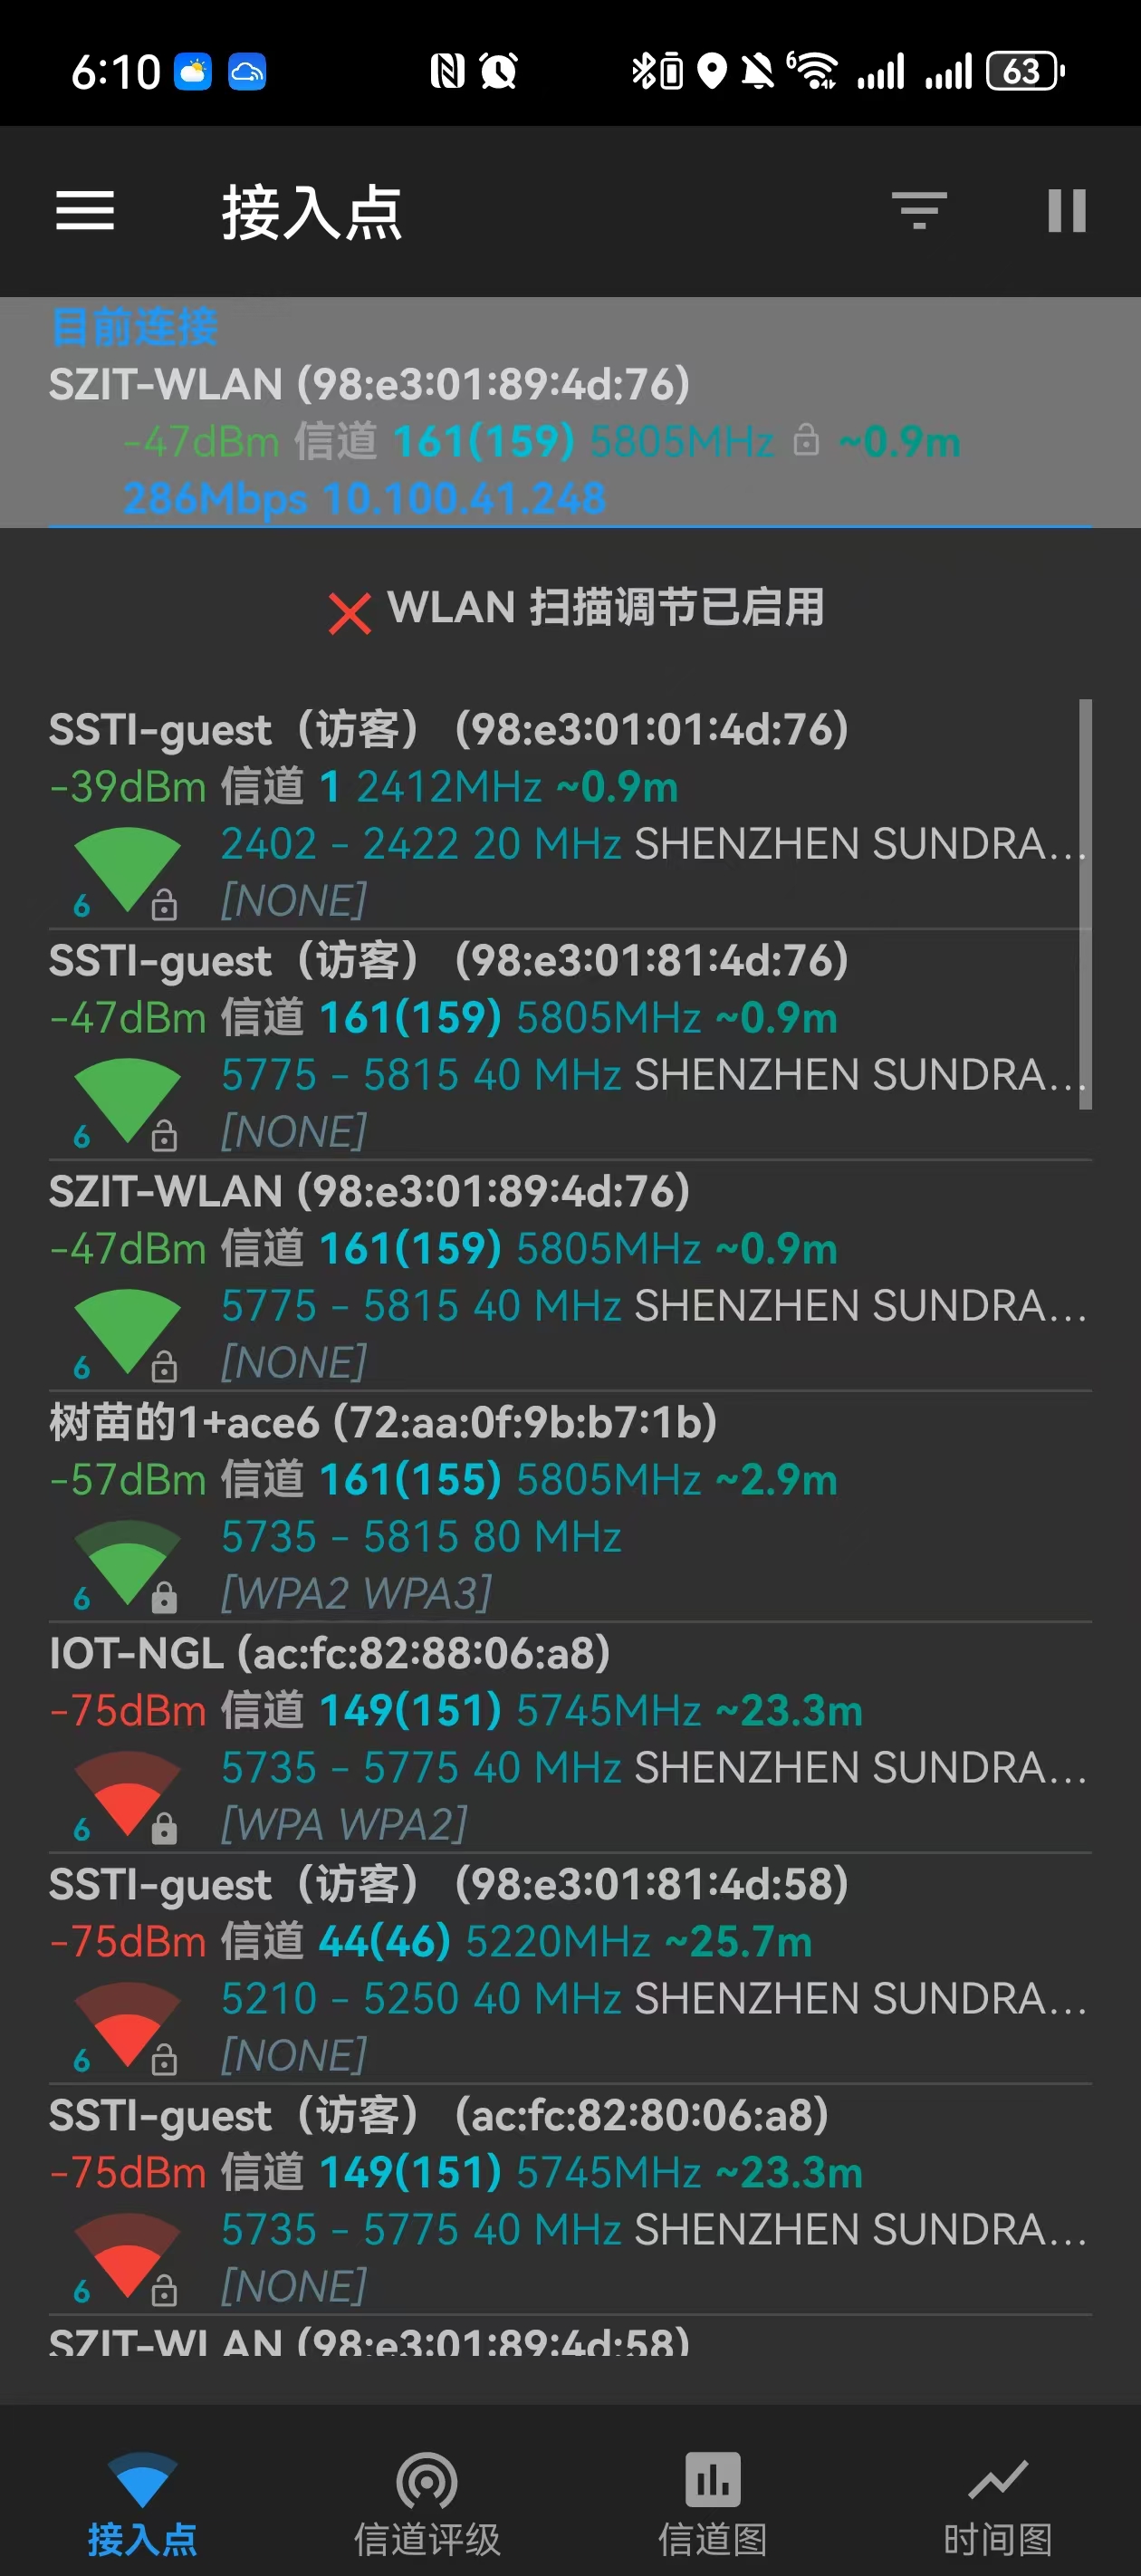 6:10
6
63
接入点
目前连接
SZIT-WLAN (98:e3:01:89:4d:76)
-47dBm 信道 161(159) 5805MHz ~0.9m
286Mbps 10.100.41.248
WLAN 扫描调节已启用
SSTI-guest（访客） (98:e3:01:01:4d:76)
-39dBm 信道 1 2412MHz ~0.9m
2402 - 2422 20 MHz SHENZHEN SUNDRA...
6 [NONE]
SSTI-guest（访客） (98:e3:01:81:4d:76)
-47dBm 信道 161(159) 5805MHz ~0.9m
5775 - 5815 40 MHz SHENZHEN SUNDRA...
6 [NONE]
SZIT-WLAN (98:e3:01:89:4d:76)
-47dBm 信道 161(159) 5805MHz ~0.9m
5775 - 5815 40 MHz SHENZHEN SUNDRA...
6 [NONE]
树苗的1+ace6 (72:aa:0f:9b:b7:1b)
-57dBm 信道 161(155) 5805MHz ~2.9m
5735 - 5815 80 MHz
6 [WPA2 WPA3]
IOT-NGL (ac:fc:82:88:06:a8)
-75dBm 信道 149(151) 5745MHz ~23.3m
5735 - 5775 40 MHz SHENZHEN SUNDRA...
6 [WPA WPA2]
SSTI-guest（访客） (98:e3:01:81:4d:58)
-75dBm 信道 44(46) 5220MHz ~25.7m
5210 - 5250 40 MHz SHENZHEN SUNDRA...
6 [NONE]
SSTI-guest（访客） (ac:fc:82:80:06:a8)
-75dBm 信道 149(151) 5745MHz ~23.3m
5735 - 5775 40 MHz SHENZHEN SUNDRA...
6 [NONE]
SZIT-WLAN (98:e3:01:89:4d:58)
接入点
信道评级
信道图
时间图